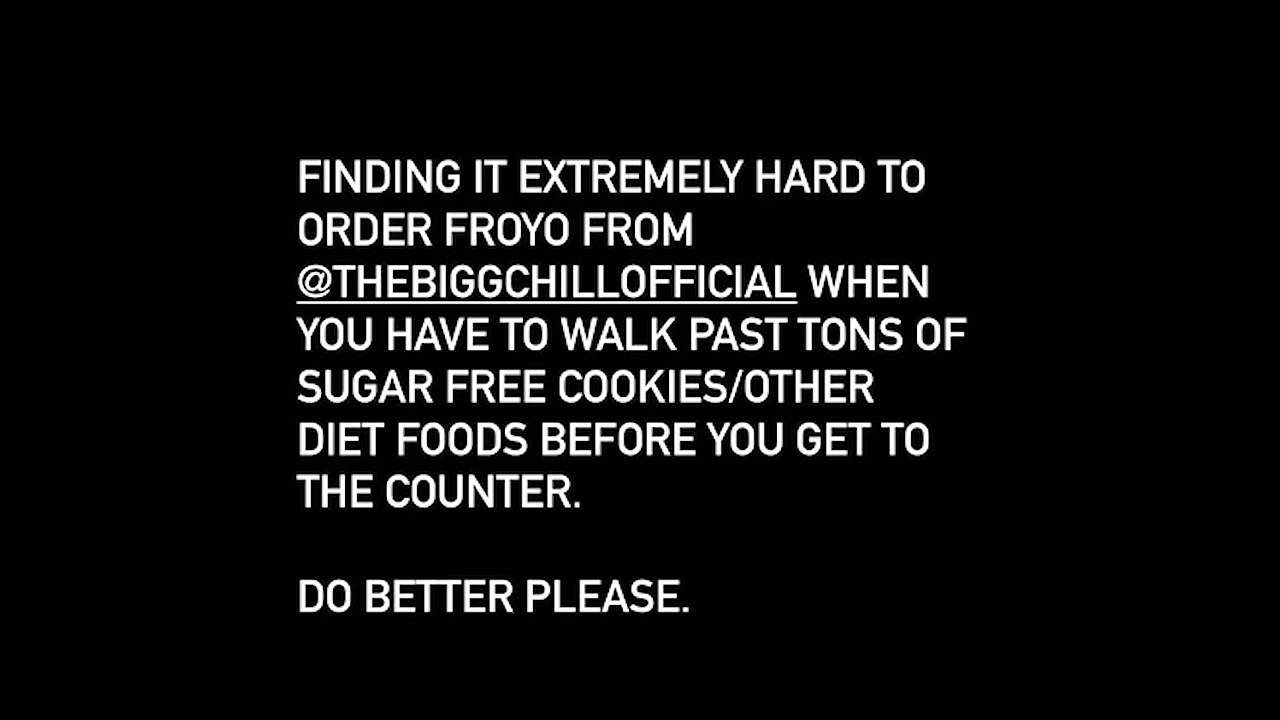 FINDING IT EXTREMELY HARD TO
ORDER FROYO FROM
@THEBIGGCHILLOFFICIAL WHEN
YOU HAVE TO WALK PAST TONS OF
SUGAR FREE COOKIES/OTHER
DIET FOODS BEFORE YOU GET TO
THE COUNTER.
DO BETTER PLEASE.